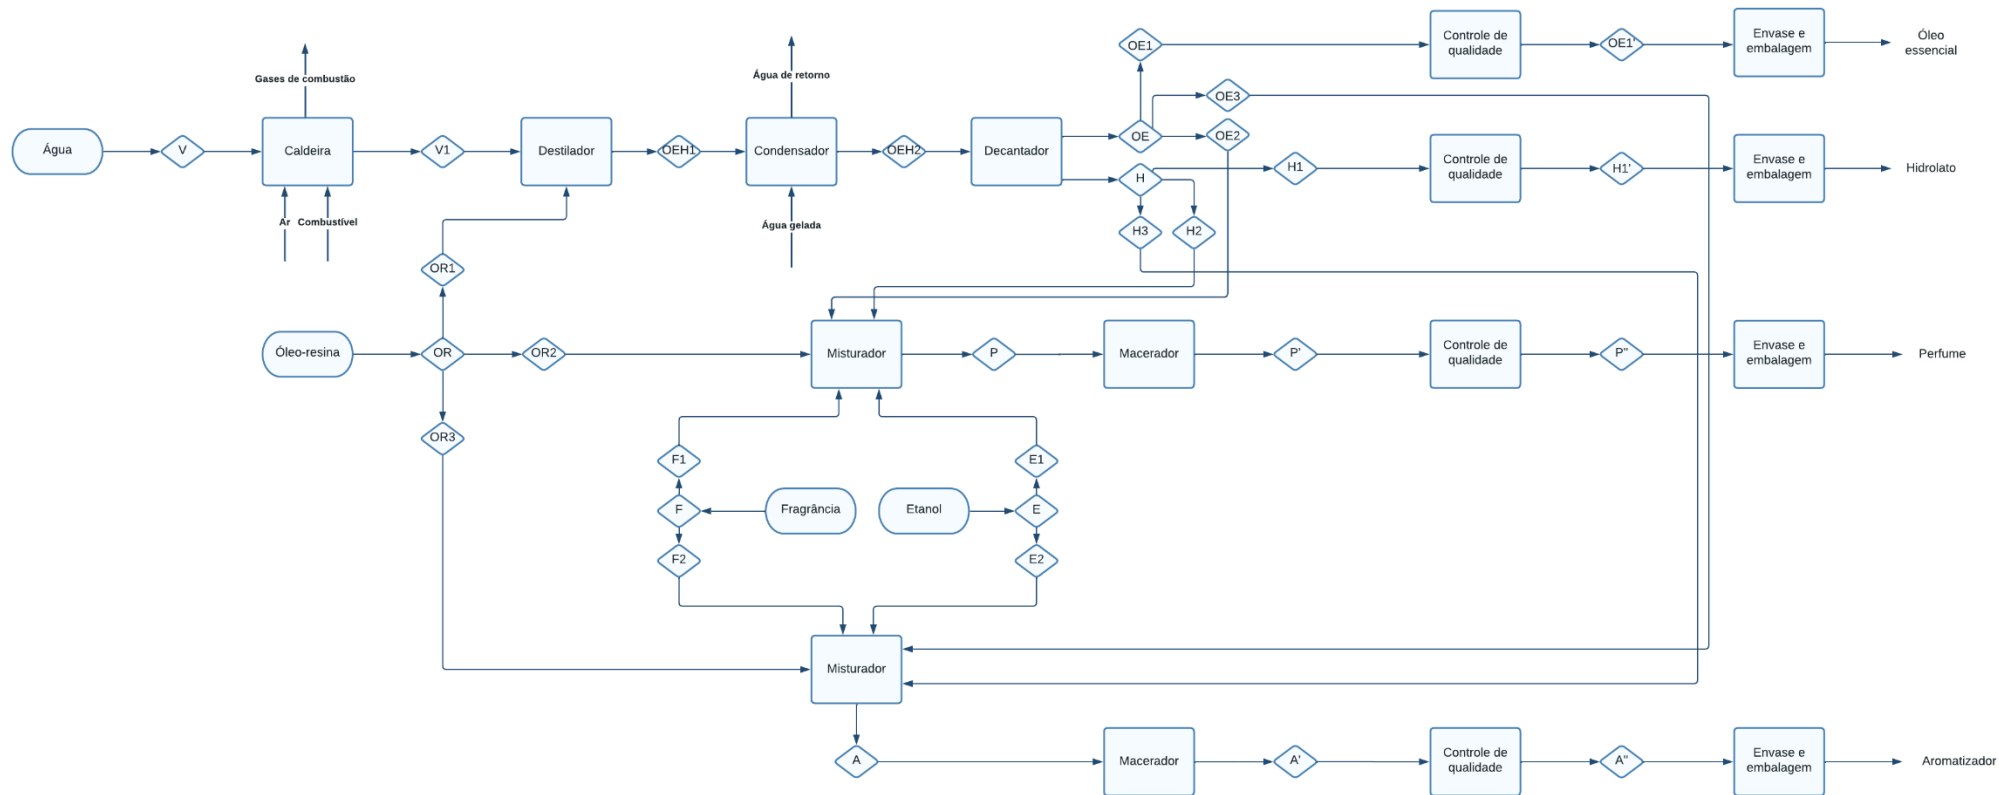 OE1
Controle de
qualidade
OE1'
Envase e
embalagem
Óleo
essencial
Gases de combustão
Água de retorno
OE3
Água
V
Caldeira
V1
Destilador
OEH1
Condensador
OEH2
Decantador
OE
OE2
H
H1
Controle de
qualidade
H1'
Envase e
embalagem
Hidrolato
Ar
Combustível
Água gelada
H3
H2
OR1
Óleo-resina
OR
OR2
Misturador
P
Macerador
P'
Controle de
qualidade
P"
Envase e
embalagem
Perfume
OR3
F1
E1
F
Fragrância
Etanol
E
F2
E2
Misturador
A
Macerador
A'
Controle de
qualidade
A"
Envase e
embalagem
Aromatizador